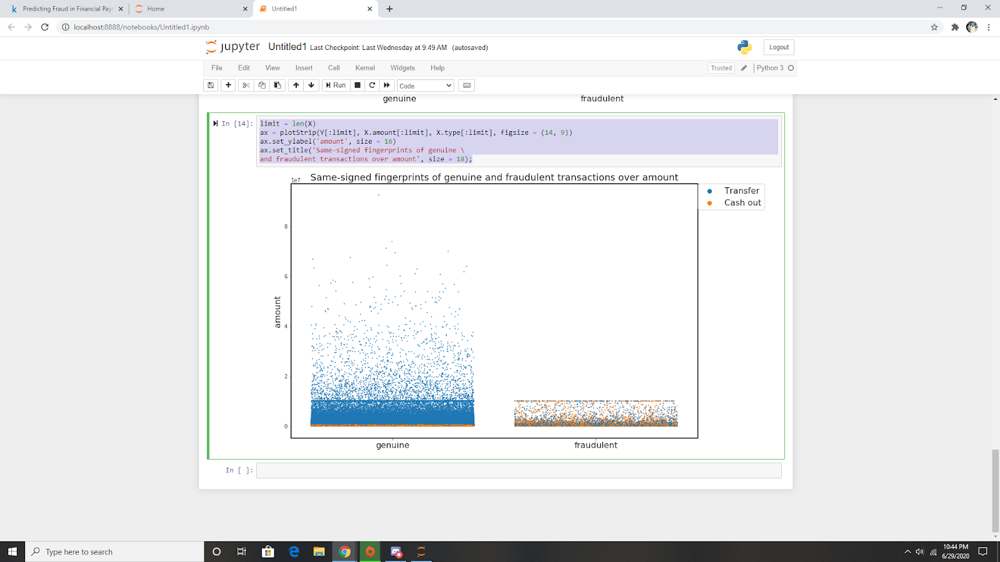 Predicting Fraud in Financial Pay
Home
Untitled1
localhost:8888/notebooks/Untitled1.ipynb
jupyter Untitled1 Last Checkpoint: Last Wednesday at 9:49 AM (autosaved)
Logout
File Edit View Insert Cell Kernel Widgets Help
Trusted
Python 3
Run
Code
genuine fraudulent
In [14]: limit = len(X)
ax = plotStrip(Y[:limit], X.amount[:limit], X.type[:limit], figsize = (14, 9))
ax.set_ylabel('amount', size = 16)
ax.set_title('Same-signed fingerprints of genuine \
and fraudulent transactions over amount', size = 18);
1e7 Same-signed fingerprints of genuine and fraudulent transactions over amount
Transfer
Cash out
8
6
amount
4
2
0
genuine fraudulent
In [ ]:
Type here to search
10:44 PM
6/29/2020